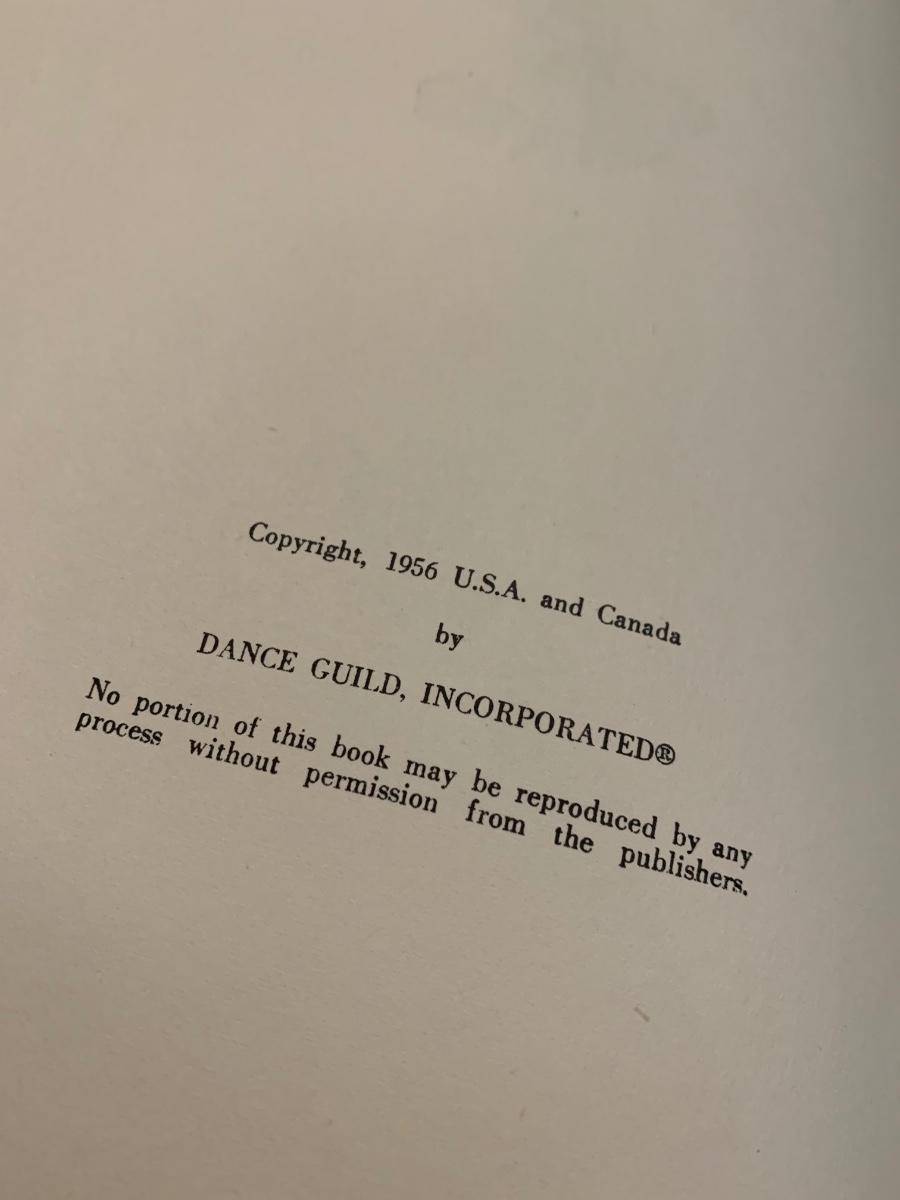 Copyright, 1956 U.S.A. and Canada
by
DANCE GUILD, INCORPORATED®
No portion of this book may be reproduced by any
process without permission from the publishers.